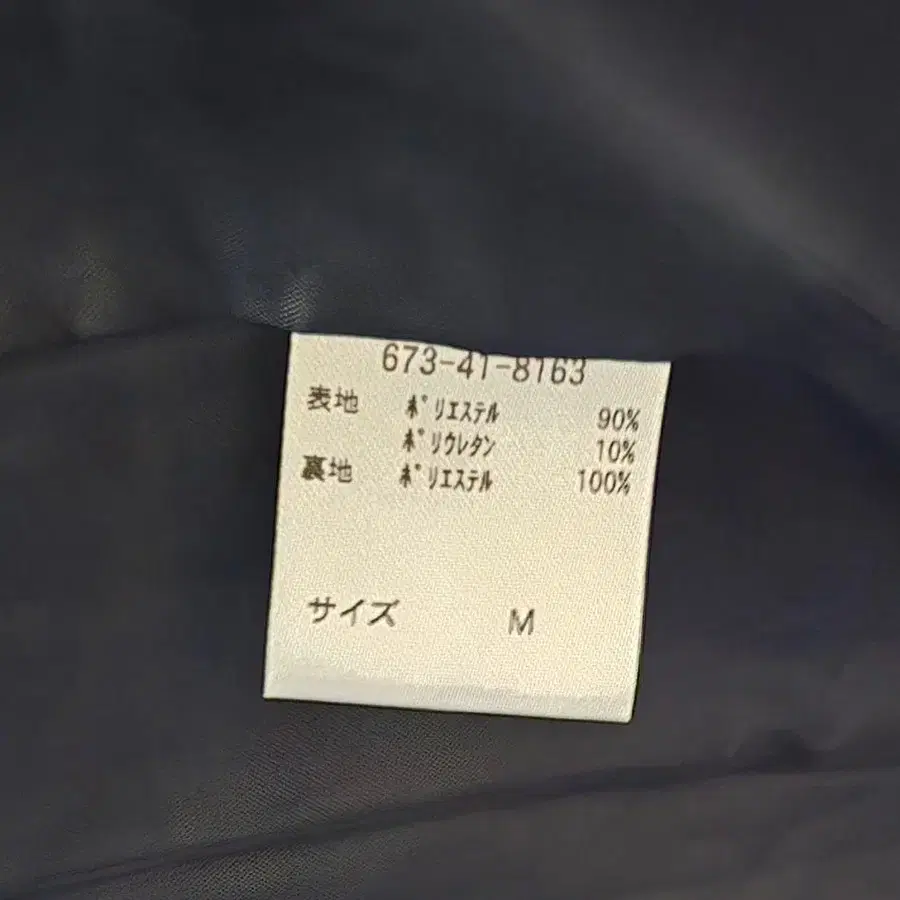 673-41-8163
表地 ポリエステル 90%
ポリウレタン 10%
裏地 ポリエステル 100%
サイズ M